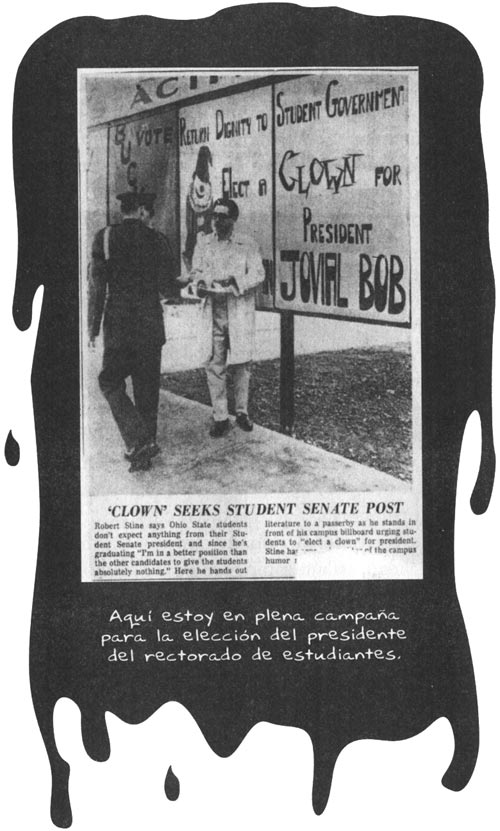 ACTI
VOTE
RETURN DIGNITY TO
ELECT A
STUDENT GOVERNMENT
CLOWN FOR
PRESIDENT
JOVIAL BOB
'CLOWN' SEEKS STUDENT SENATE POST
Robert Stine says Ohio State students
don't expect anything from their Stu-
dent Senate president and since he's
graduating "I'm in a better position than
the other candidates to give the students
absolutely nothing." Here he hands out
literature to a passerby as he stands in
front of his campus billboard urging stu-
dents to "elect a clown" for president.
Stine of the campus
humor
Aquí estoy en plena campaña
para la elección del presidente
del rectorado de estudiantes.